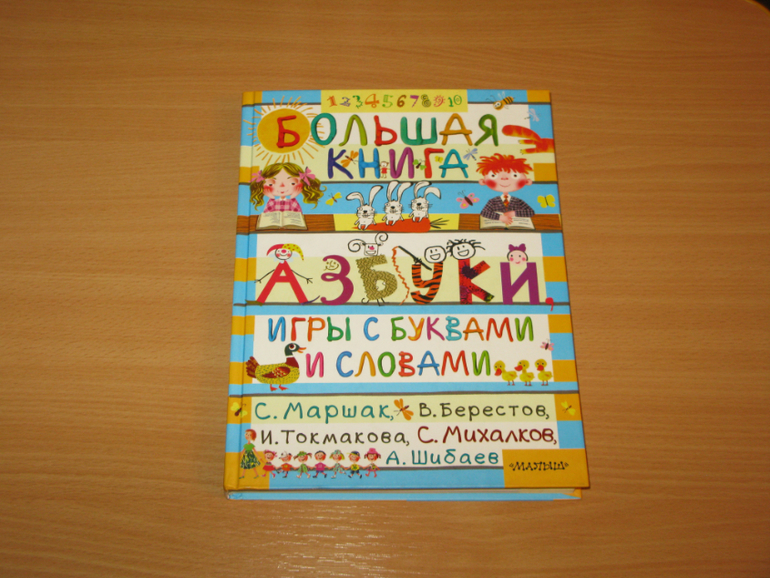 12345678910
БОЛЬШАЯ
КНИГА
АЗБУКИ,
ИГРЫ С БУКВАМИ
И СЛОВАМИ
С. Маршак, В. Берестов,
И. Токмакова, С. Михалков,
А. Шибаев
«МАЛЫШ»